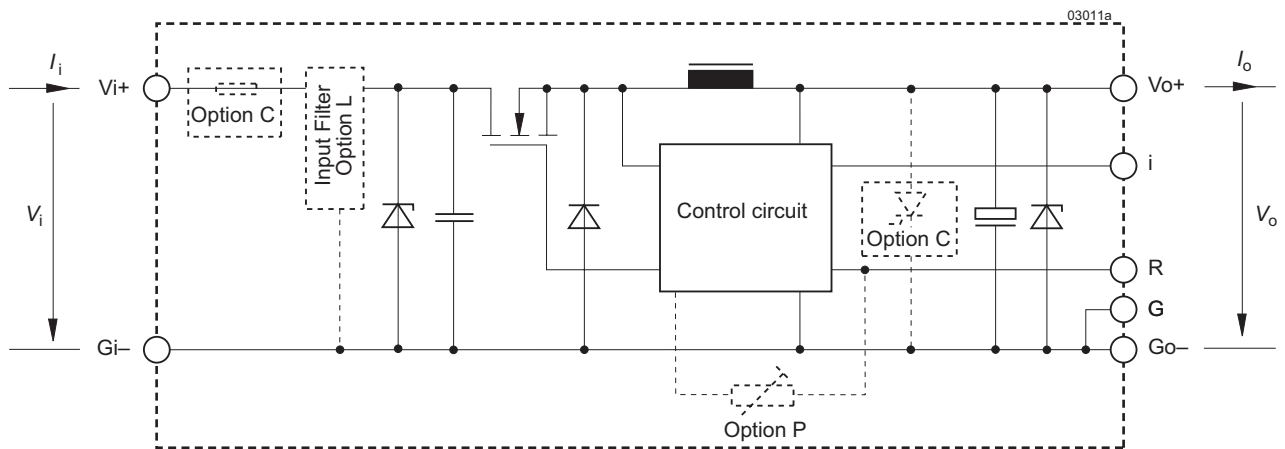 03011a
Ii
Vi+
Option C
Input Filter
Option L
Vi
Gi–
Control circuit
Option C
Option P
Vo+
Io
i
Vo
R
G
Go–